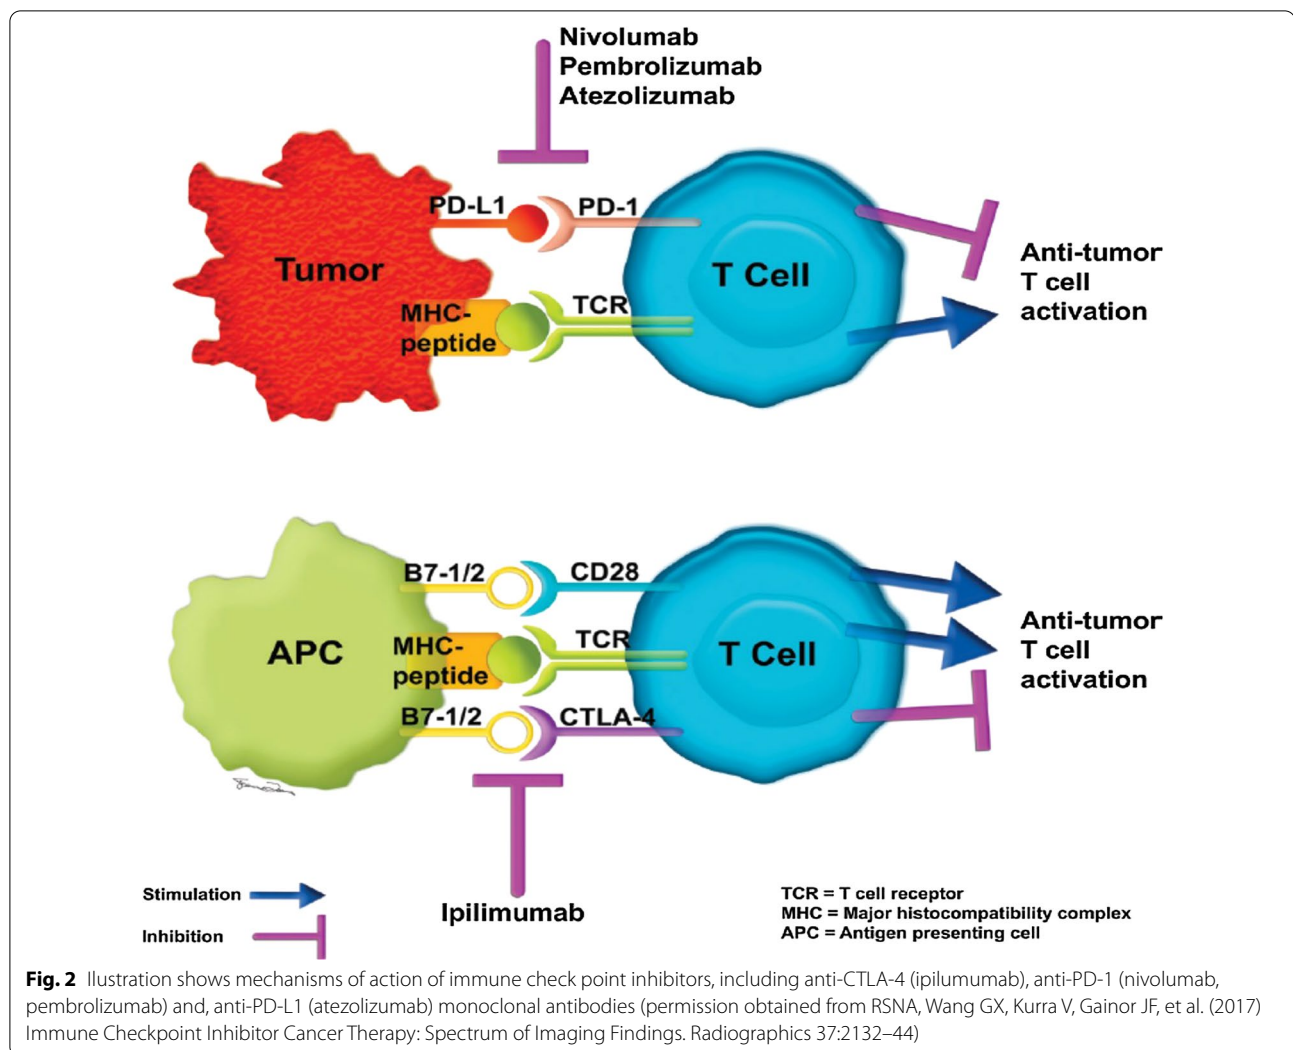 Nivolumab
Pembrolizumab
Atezolizumab
PD-L1
PD-1
Tumor
T Cell
MHC-
peptide
TCR
Anti-tumor
T cell
activation
B7-1/2
CD28
APC
MHC-
peptide
TCR
T Cell
B7-1/2
CTLA-4
Anti-tumor
T cell
activation
Ipilimumab
Stimulation
Inhibition
TCR = T cell receptor
MHC = Major histocompatibility complex
APC = Antigen presenting cell
Fig. 2 Ilustration shows mechanisms of action of immune check point inhibitors, including anti-CTLA-4 (ipilumumab), anti-PD-1 (nivolumab,
pembrolizumab) and, anti-PD-L1 (atezolizumab) monoclonal antibodies (permission obtained from RSNA, Wang GX, Kurra V, Gainor JF, et al. (2017)
Immune Checkpoint Inhibitor Cancer Therapy: Spectrum of Imaging Findings. Radiographics 37:2132–44)